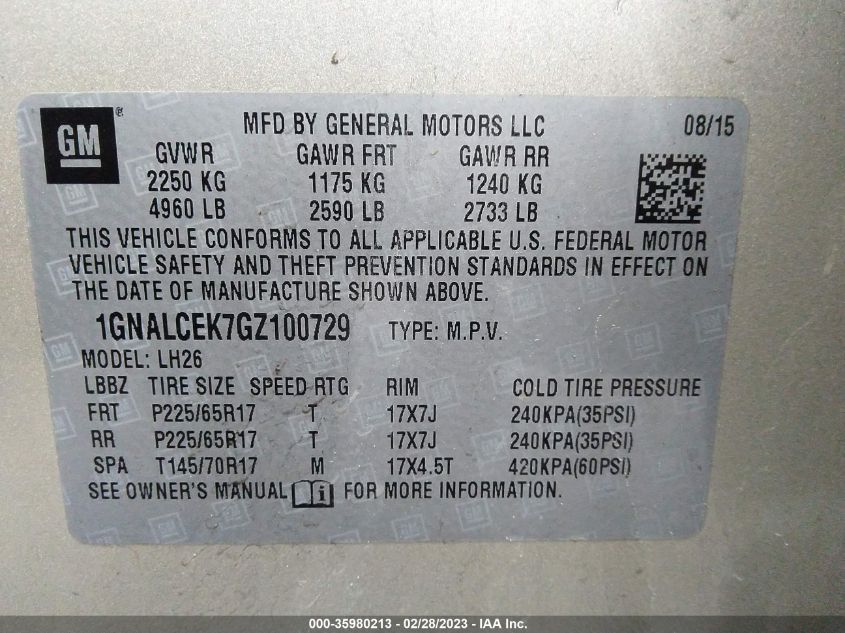 GM ®
MFD BY GENERAL MOTORS LLC 08/15
GVWR GAWR FRT GAWR RR
2250 KG 1175 KG 1240 KG
4960 LB 2590 LB 2733 LB
THIS VEHICLE CONFORMS TO ALL APPLICABLE U.S. FEDERAL MOTOR
VEHICLE SAFETY AND THEFT PREVENTION STANDARDS IN EFFECT ON
THE DATE OF MANUFACTURE SHOWN ABOVE.
1GNALCEK7GZ100729 TYPE: M.P.V.
MODEL: LH26
LBBZ TIRE SIZE SPEED RTG RIM COLD TIRE PRESSURE
FRT P225/65R17 T 17X7J 240KPA(35PSI)
RR P225/65R17 T 17X7J 240KPA(35PSI)
SPA T145/70R17 M 17X4.5T 420KPA(60PSI)
SEE OWNER'S MANUAL i FOR MORE INFORMATION.
000-35980213 - 02/28/2023 - IAA Inc.